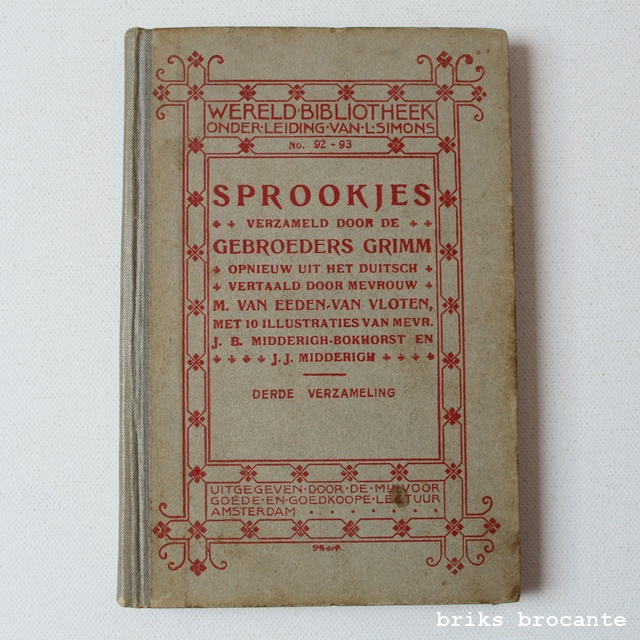 WERELD·BIBLIOTHEEK
ONDER·LEIDING·VAN·L·SIMONS
No. 92-93
SPROOKJES
VERZAMELD DOOR DE
GEBROEDERS GRIMM
OPNIEUW UIT HET DUITSCH
VERTAALD DOOR MEVROUW
M. VAN EEDEN-VAN VLOTEN,
MET 10 ILLUSTRATIES VAN MEVR.
J. B. MIDDERIGH-BOKHORST EN
J.J. MIDDERIGH
DERDE VERZAMELING
UITGEGEVEN·DOOR·DE·MIJ·VOOR
GOEDE·EN·GOEDKOOPE·LECTUUR
AMSTERDAM . . . . . . . .
briks brocante